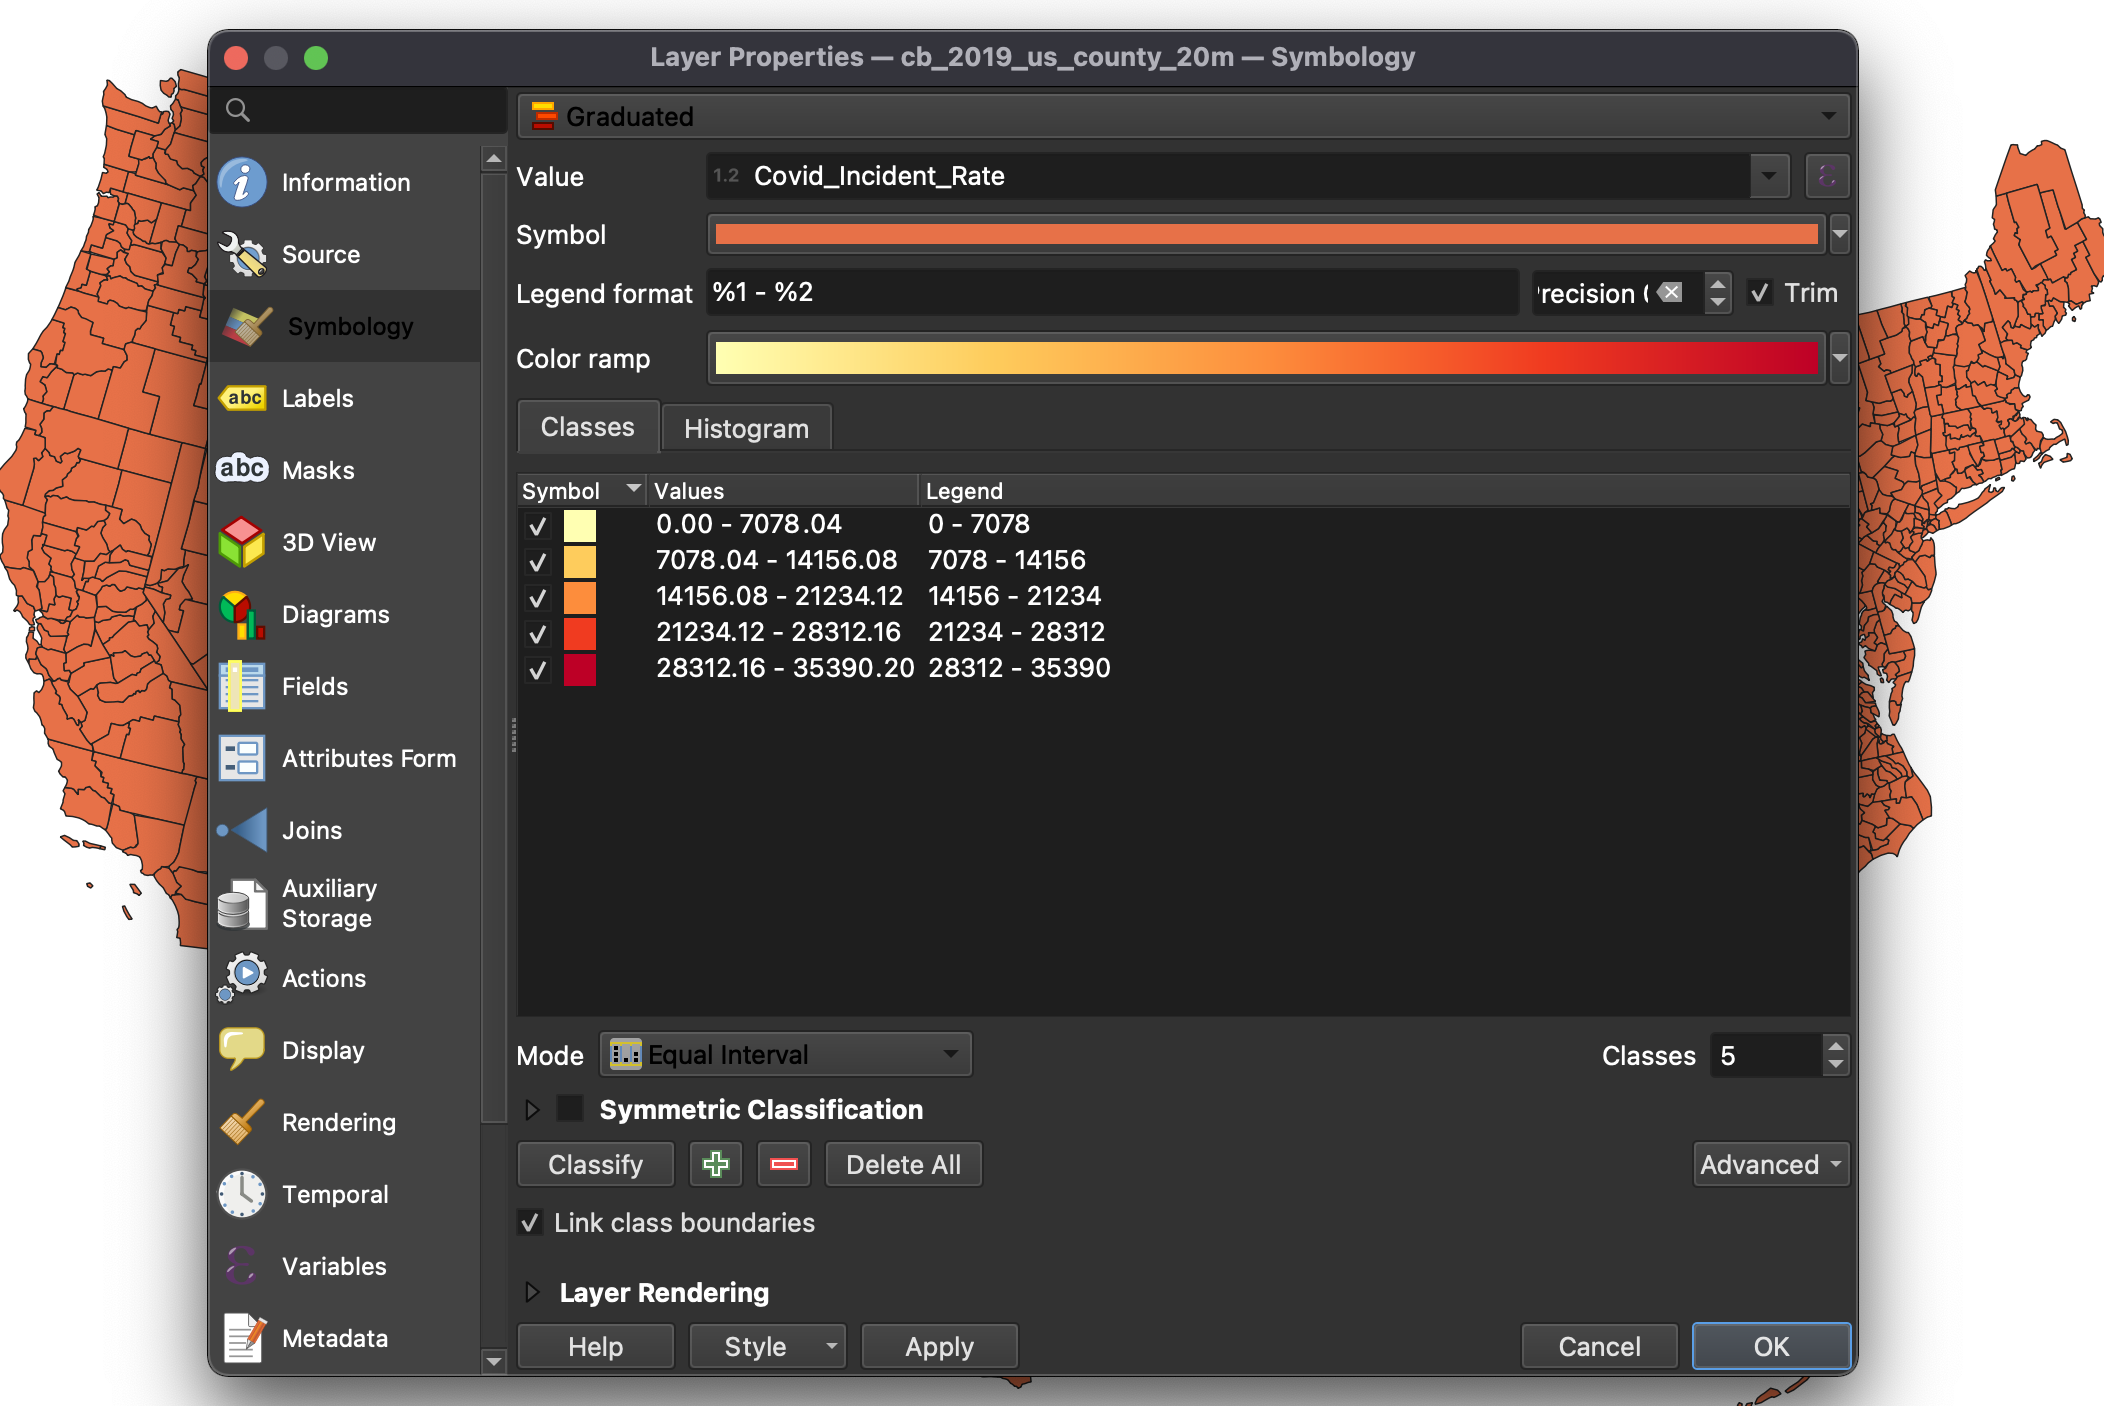 Layer Properties — cb_2019_us_county_20m — Symbology
Graduated
Information
Source
Symbology
Labels
Masks
3D View
Diagrams
Fields
Attributes Form
Joins
Auxiliary
Storage
Actions
Display
Rendering
Temporal
Variables
Metadata
abc
abc
Value 1.2 Covid_Incident_Rate
Symbol
Legend format %1 - %2 recision Trim
Color ramp
Classes Histogram
Symbol Values Legend
0.00 - 7078.04 0 - 7078
7078.04 - 14156.08 7078 - 14156
14156.08 - 21234.12 14156 - 21234
21234.12 - 28312.16 21234 - 28312
28312.16 - 35390.20 28312 - 35390
Mode Equal Interval Classes 5
Symmetric Classification
Classify Delete All Advanced
Link class boundaries
Layer Rendering
Help Style Apply Cancel OK